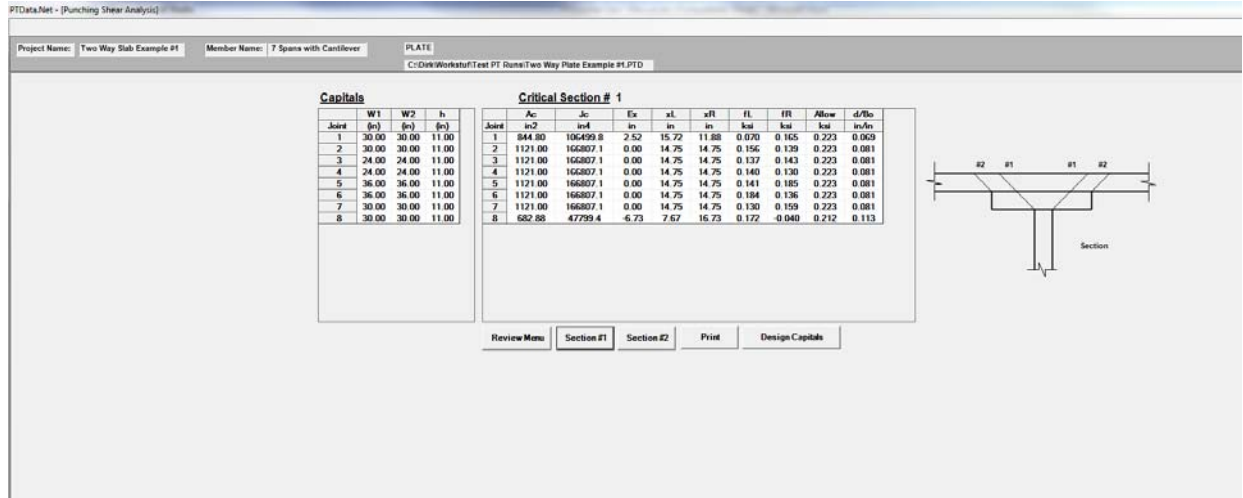 PTData.Net - [Punching Shear Analysis]
Project Name: Two Way Slab Example #1 Member Name: 7 Spans with Cantilever PLATE
C:\Dirk\Workstuf\Test PT Runs\Two Way Plate Example #1.PTD
Capitals
W1 W2 h
Joint (in) (in) (in)
1 30.00 30.00 11.00
2 30.00 30.00 11.00
3 24.00 24.00 11.00
4 24.00 24.00 11.00
5 36.00 36.00 11.00
6 36.00 36.00 11.00
7 30.00 30.00 11.00
8 30.00 30.00 11.00
Critical Section # 1
Ac Jc Ex xL xR fL fR Allow d/Bo
Joint in2 in4 in in in ksi ksi ksi in/in
1 844.80 106499.8 2.52 15.72 11.88 0.070 0.165 0.223 0.069
2 1121.00 166807.1 0.00 14.75 14.75 0.156 0.139 0.223 0.081
3 1121.00 166807.1 0.00 14.75 14.75 0.137 0.143 0.223 0.081
4 1121.00 166807.1 0.00 14.75 14.75 0.140 0.130 0.223 0.081
5 1121.00 166807.1 0.00 14.75 14.75 0.141 0.185 0.223 0.081
6 1121.00 166807.1 0.00 14.75 14.75 0.184 0.136 0.223 0.081
7 1121.00 166807.1 0.00 14.75 14.75 0.130 0.159 0.223 0.081
8 682.88 47799.4 -6.73 7.67 16.73 0.172 -0.040 0.212 0.113
#2 #1 #1 #2
Section
Review Menu Section #1 Section #2 Print Design Capitals